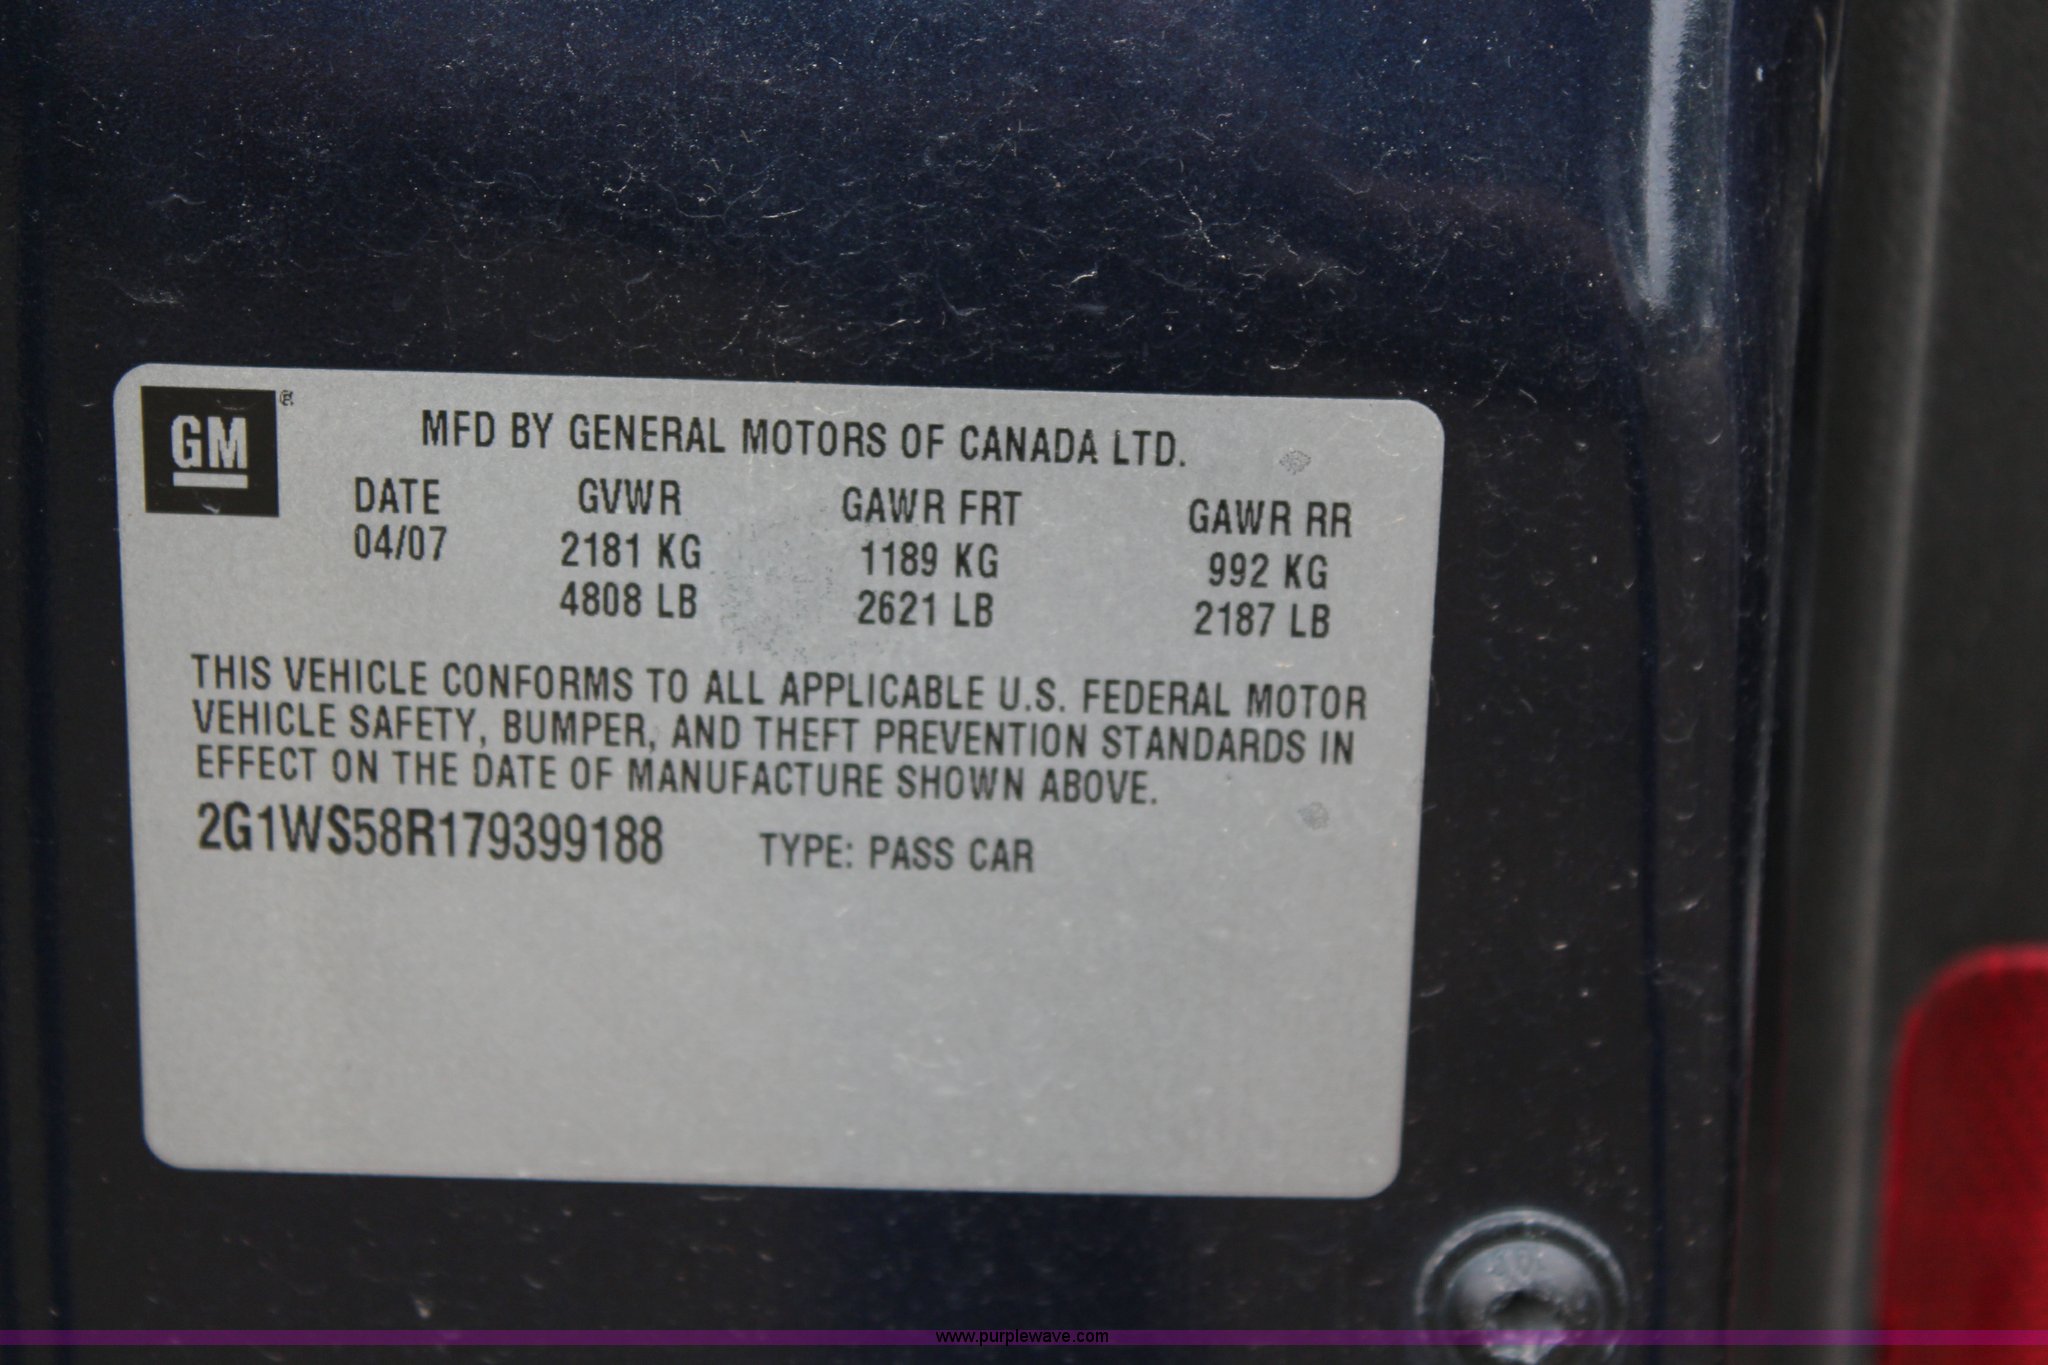 GM ®
MFD BY GENERAL MOTORS OF CANADA LTD.
DATE GVWR GAWR FRT GAWR RR
04/07 2181 KG 1189 KG 992 KG
4808 LB 2621 LB 2187 LB
THIS VEHICLE CONFORMS TO ALL APPLICABLE U.S. FEDERAL MOTOR
VEHICLE SAFETY, BUMPER, AND THEFT PREVENTION STANDARDS IN
EFFECT ON THE DATE OF MANUFACTURE SHOWN ABOVE.
2G1WS58R179399188 TYPE: PASS CAR
www.purplewave.com